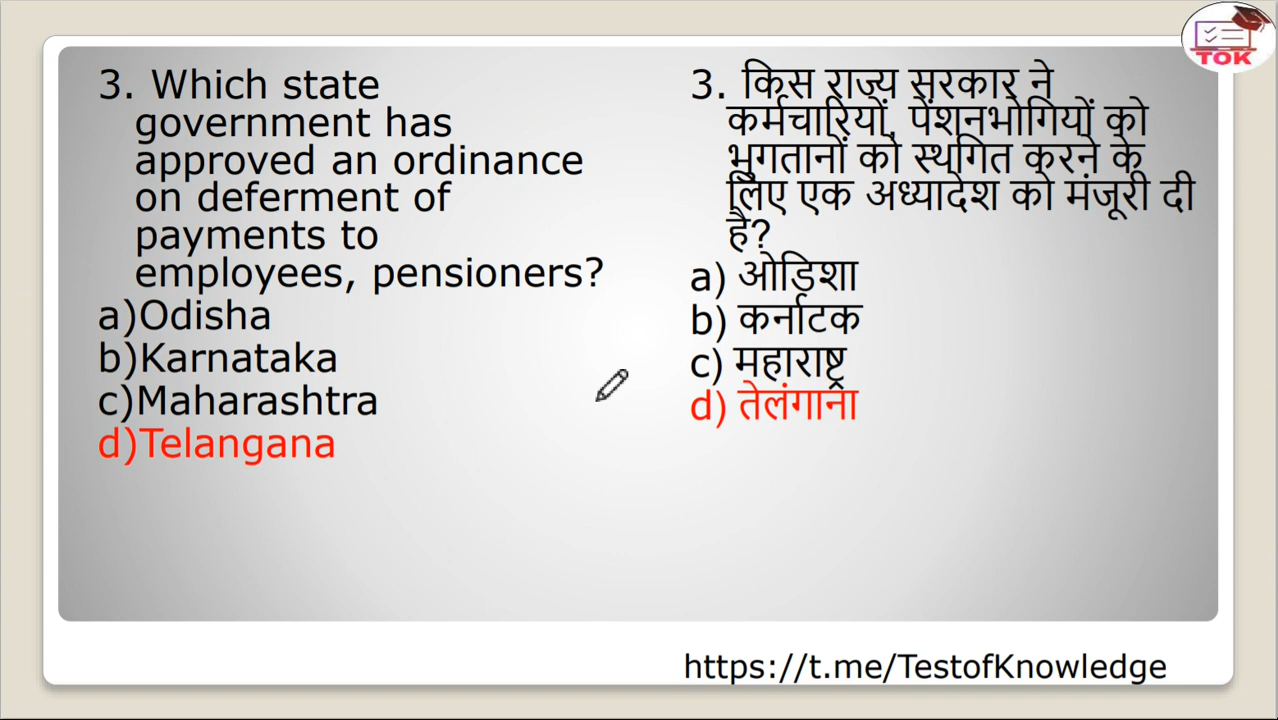 TOK
3. Which state
government has
approved an ordinance
on deferment of
payments to
employees, pensioners?
a)Odisha
b)Karnataka
c)Maharashtra
d)Telangana
3. किस राज्य सरकार ने
कर्मचारियों, पेंशनभोगियों को
भुगतानों को स्थगित करने के
लिए एक अध्यादेश को मंजूरी दी
है?
a) ओडिशा
b) कर्नाटक
c) महाराष्ट्र
d) तेलंगाना
https://t.me/TestofKnowledge